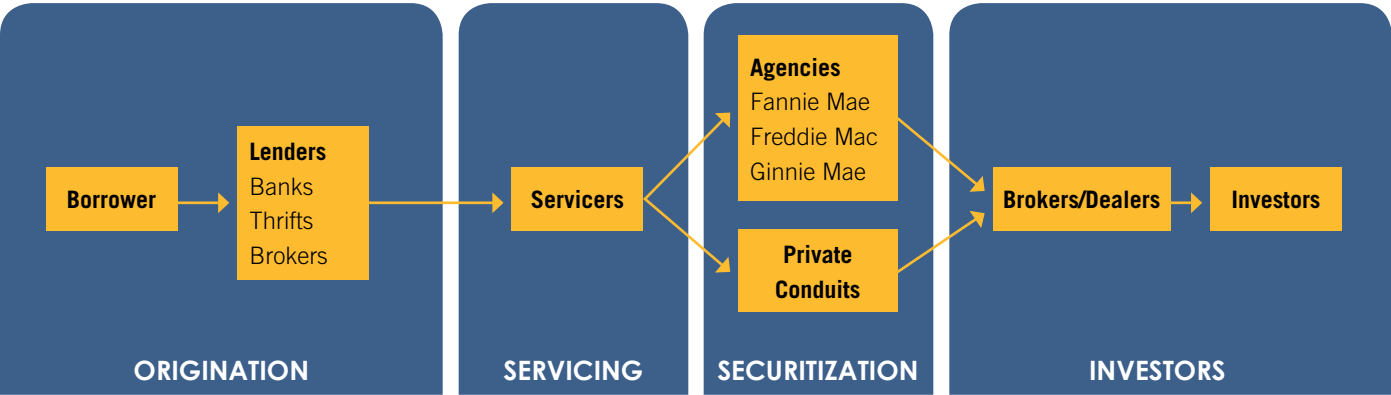 Borrower
Lenders
Banks
Thrifts
Brokers
ORIGINATION
Servicers
SERVICING
Agencies
Fannie Mae
Freddie Mac
Ginnie Mae
Private
Conduits
SECURITIZATION
Brokers/Dealers
Investors
INVESTORS